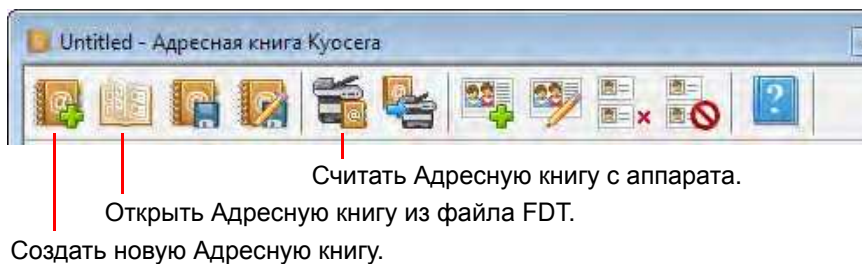 Untitled - Адресная книга Kyocera
Считать Адресную книгу с аппарата.
Открыть Адресную книгу из файла FDT.
Создать новую Адресную книгу.